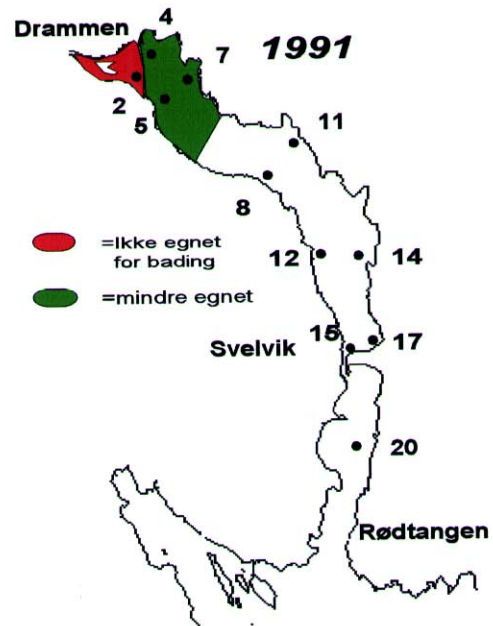 Drammen
4
1991
7
2
5
11
8
=Ikke egnet
for bading
12
14
=mindre egnet
15
17
Svelvik
20
Rødtangen